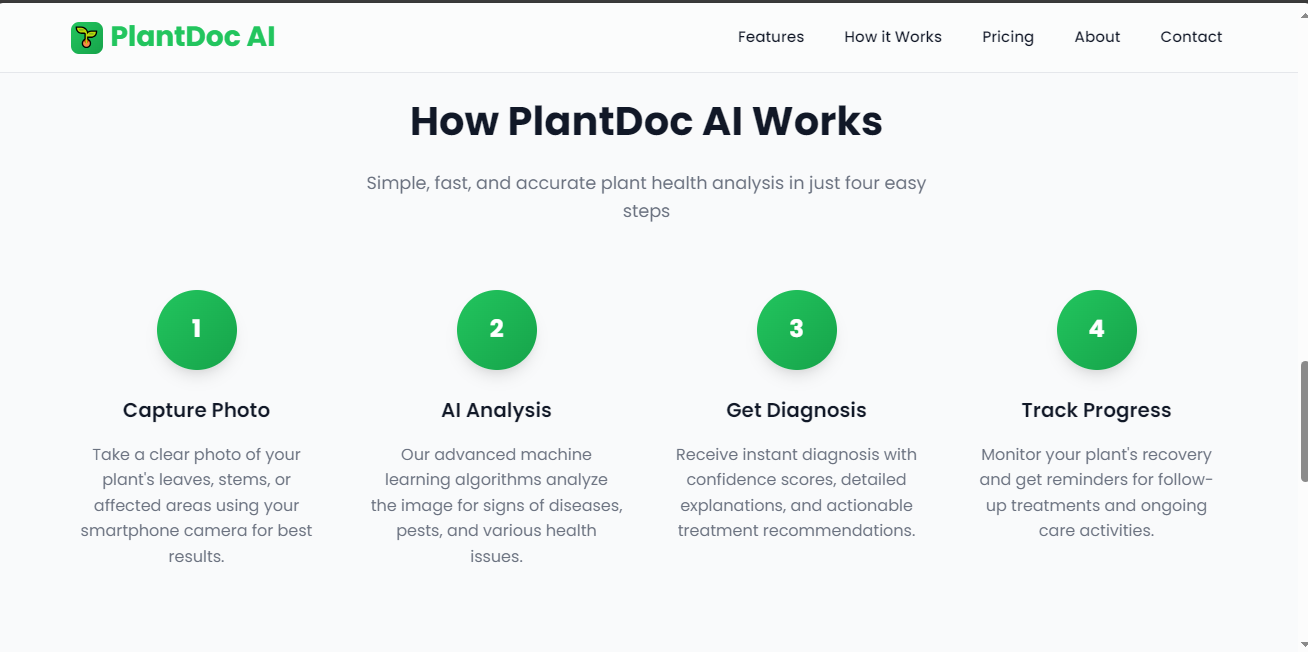 PlantDoc AI
Features
How it Works
Pricing
About
Contact
How PlantDoc AI Works
Simple, fast, and accurate plant health analysis in just four easy
steps
1
Capture Photo
Take a clear photo of your
plant's leaves, stems, or
affected areas using your
smartphone camera for best
results.
2
AI Analysis
Our advanced machine
learning algorithms analyze
the image for signs of diseases,
pests, and various health
issues.
3
Get Diagnosis
Receive instant diagnosis with
confidence scores, detailed
explanations, and actionable
treatment recommendations.
4
Track Progress
Monitor your plant's recovery
and get reminders for follow-
up treatments and ongoing
care activities.